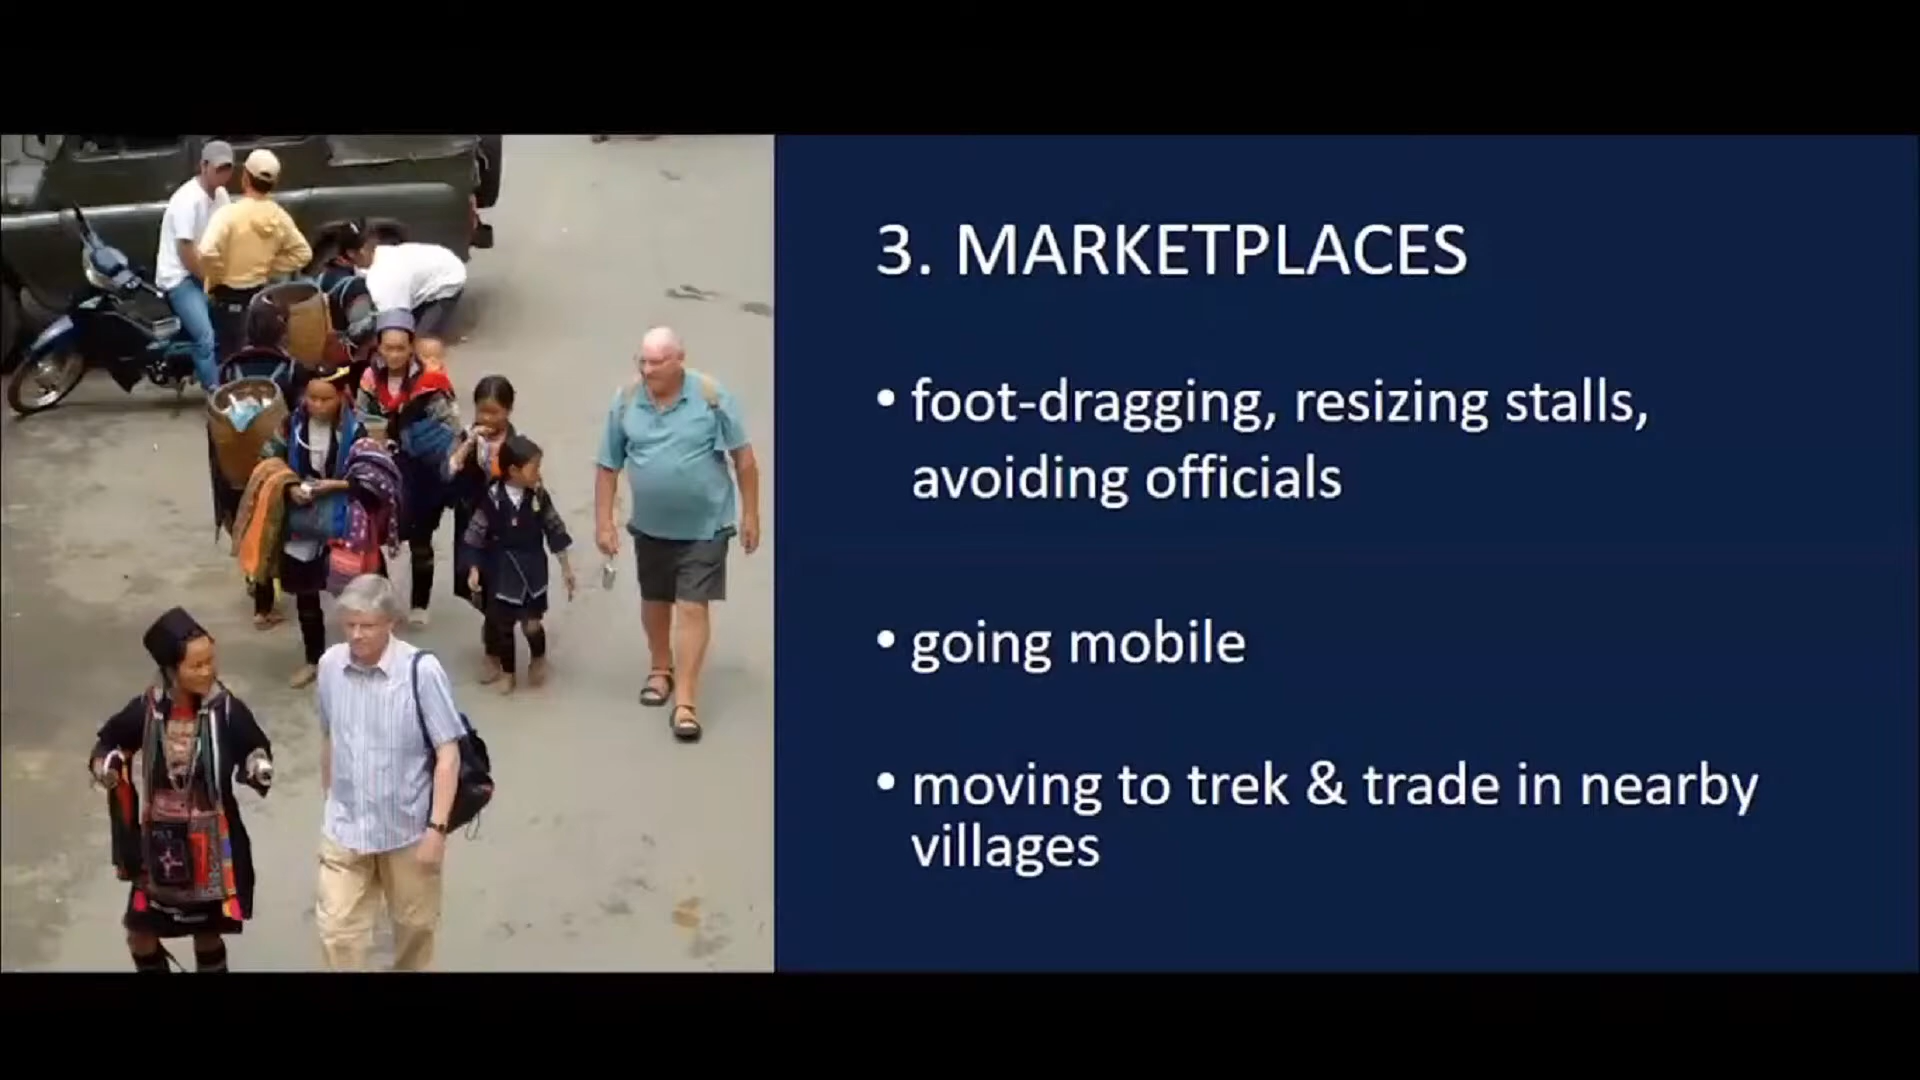 3. MARKETPLACES
• foot-dragging, resizing stalls,
avoiding officials
• going mobile
• moving to trek & trade in nearby
villages